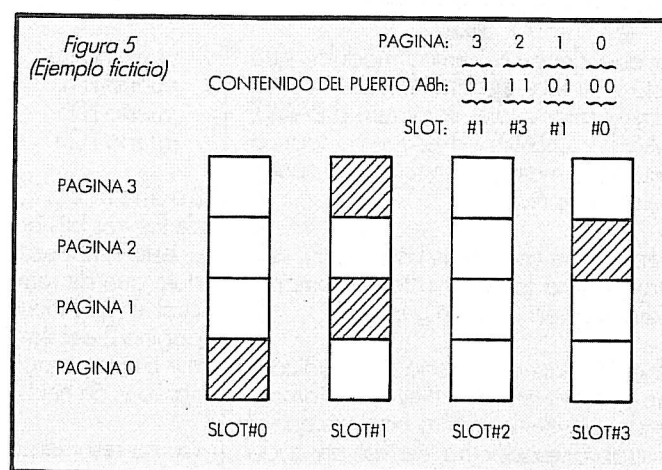 Figura 5
(Ejemplo ficticio)
PAGINA: 3 2 1 0
CONTENIDO DEL PUERTO A8h: 01 11 01 00
SLOT: #1 #3 #1 #0
PAGINA 3
PAGINA 2
PAGINA 1
PAGINA 0
SLOT#0 SLOT#1 SLOT#2 SLOT#3